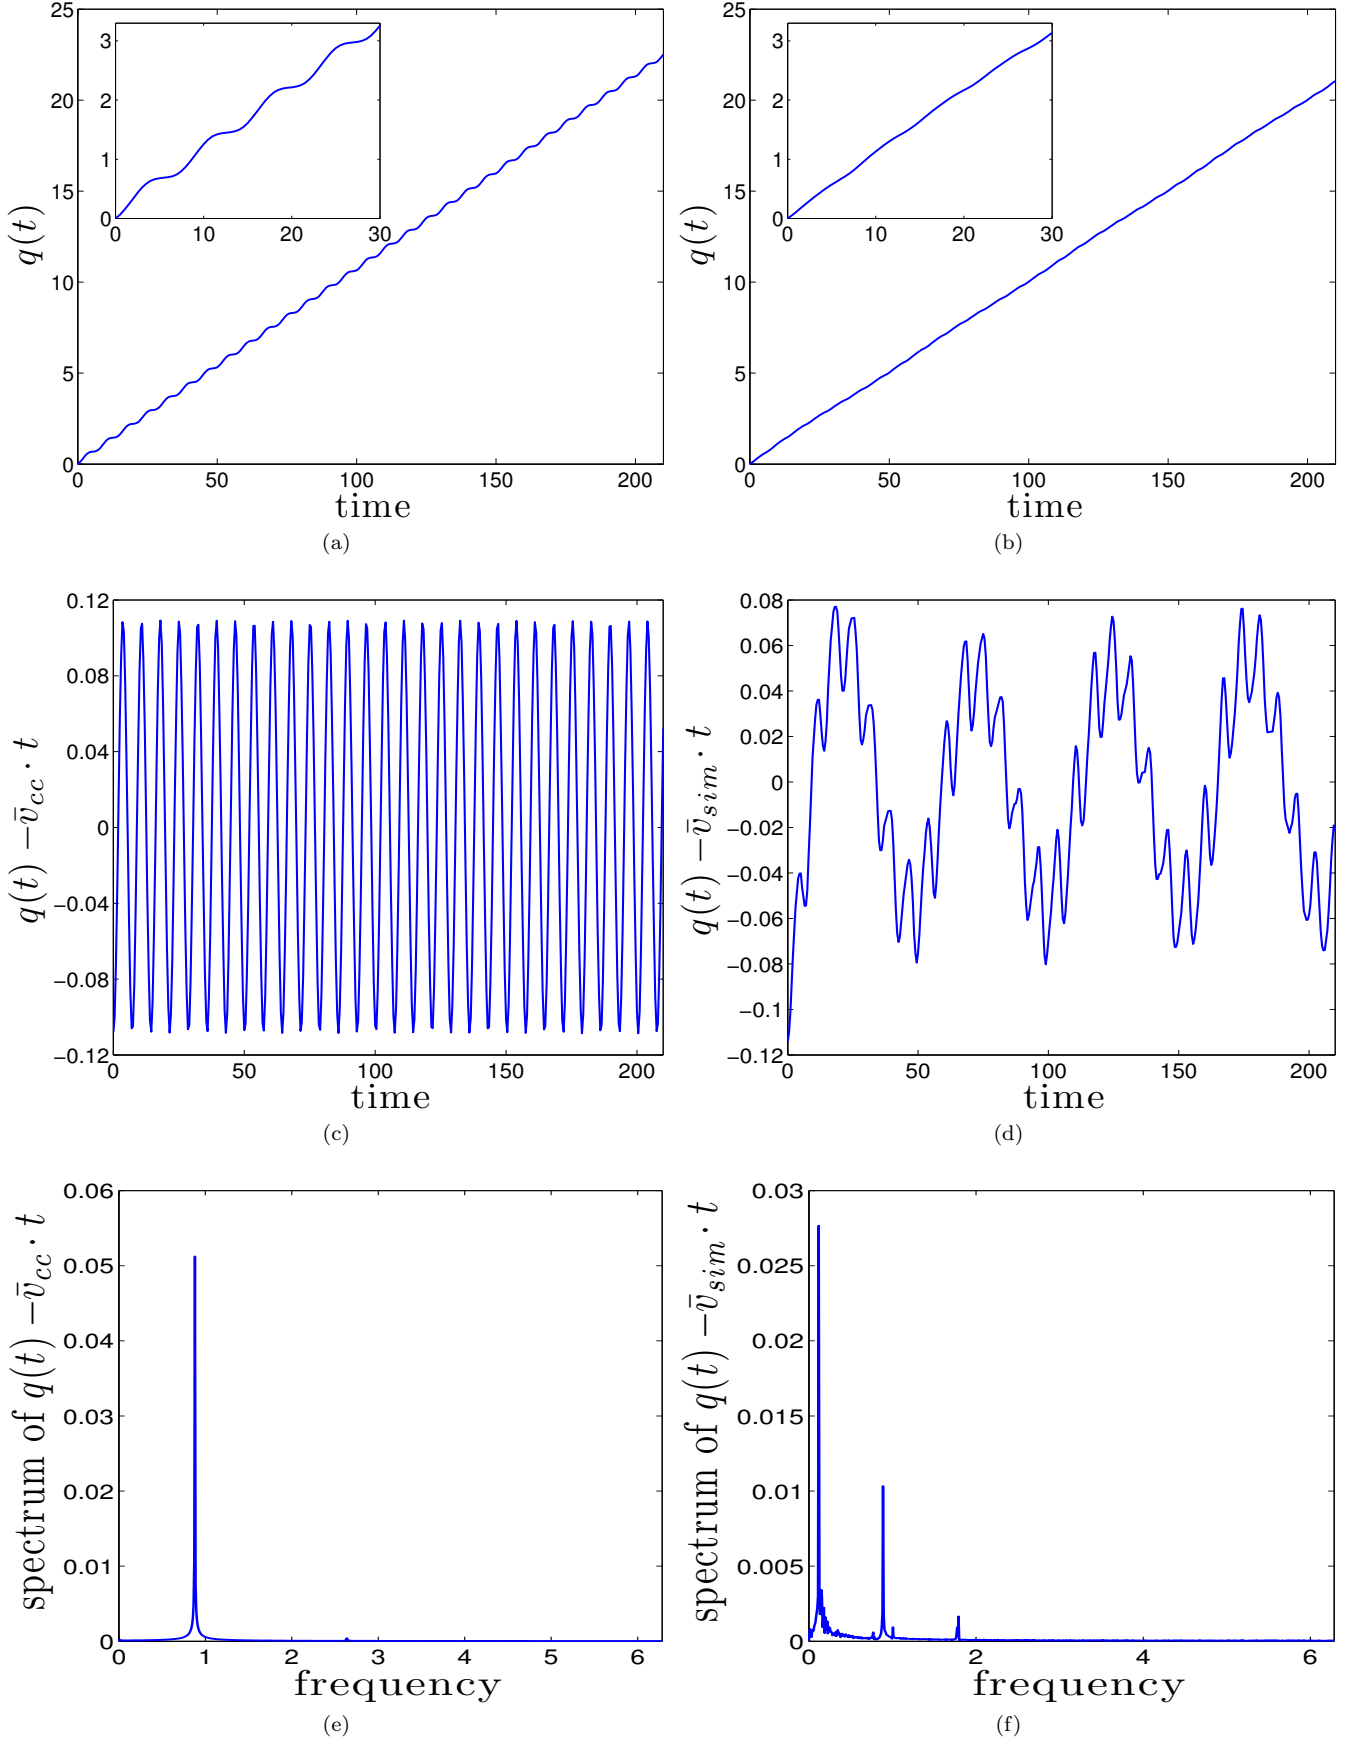 25
20
15
10
5
0
0 50 100 150 200
3
2
1
0
0 10 20 30
q(t)
time
(a)
25
20
15
10
5
0
0 50 100 150 200
3
2
1
0
0 10 20 30
q(t)
time
(b)
0.12
0.08
0.04
0
−0.04
−0.08
−0.12
0 50 100 150 200
q(t) −v̄cc · t
time
(c)
0.08
0.06
0.04
0.02
0
−0.02
−0.04
−0.06
−0.08
−0.1
−0.12
0 50 100 150 200
q(t) −v̄sim · t
time
(d)
0.06
0.05
0.04
0.03
0.02
0.01
0
0 1 2 3 4 5 6
spectrum of q(t) −v̄cc · t
frequency
(e)
0.03
0.025
0.02
0.015
0.01
0.005
0
0 2 4 6
spectrum of q(t) −v̄sim · t
frequency
(f)